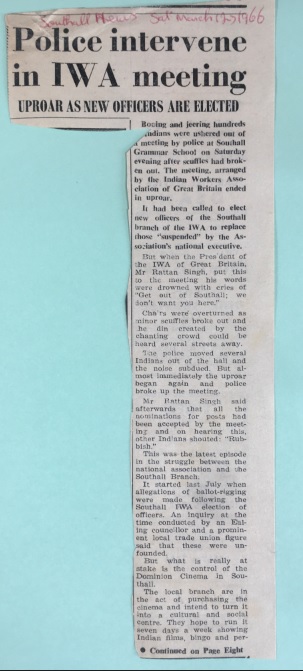 Southall News Sat March 12 1966
Police intervene
in IWA meeting
UPROAR AS NEW OFFICERS ARE ELECTED
Booing and jeering hundreds
Indians were ushered out of
meeting by police at Southall
Grammar School on Saturday
evening after scuffles had brok-
en out. The meeting, arranged
by the Indian Workers Asso-
ciation of Great Britain ended
in uproar.
It had been called to elect
new officers of the Southall
branch of the IWA to replace
those "suspended" by the As-
sociation's national executive.
But when the President of
the IWA of Great Britain,
Mr Rattan Singh, put this
to the meeting his words
were drowned with cries of
"Get out of Southall; we
don't want you here."
Chairs were overturned as
minor scuffles broke out and
the din created by the
chanting crowd could be
heard several streets away.
The police moved several
Indians out of the hall and
the noise subdued. But al-
most immediately the uproar
began again and police
broke up the meeting.
Mr Rattan Singh said
afterwards that all the
nominations for posts had
been accepted by the meet-
ing and on hearing this,
other Indians shouted: "Rub-
bish."
This was the latest episode
in the struggle between the
national association and the
Southall Branch.
It started last July when
allegations of ballot-rigging
were made following the
Southall IWA election of
officers. An inquiry at the
time conducted by an Eal-
ing councillor and a promin-
ent local trade union figure
said that these were un-
founded.
But what is really at
stake is the control of the
Dominion Cinema in Sou-
thall.
The local branch are in
the act of purchasing the
cinema and intend to turn it
into a cultural and social
centre. They hope to run it
seven days a week showing
Indian films, bingo and per-
● Continued on Page Eight